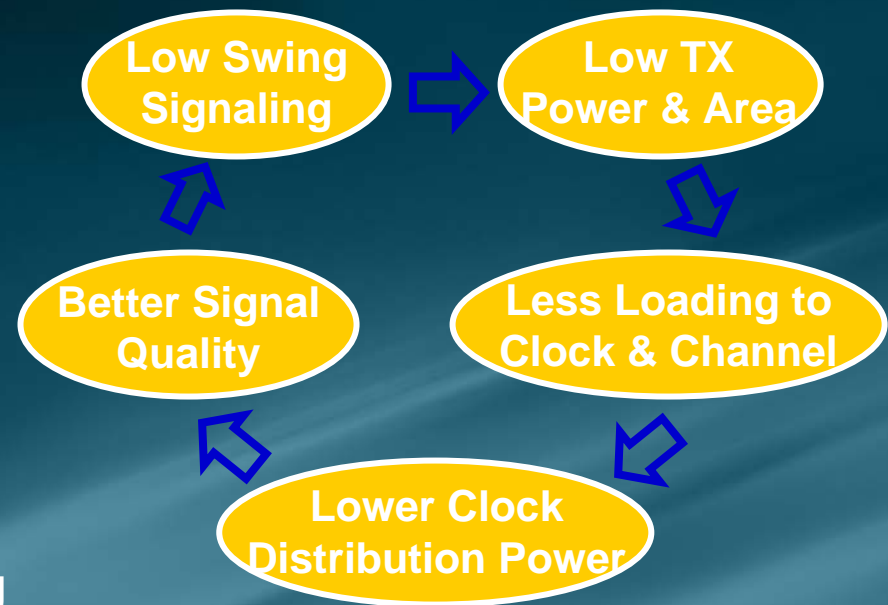 Low Swing
Signaling
Low TX
Power & Area
Better Signal
Quality
Less Loading to
Clock & Channel
Lower Clock
Distribution Power